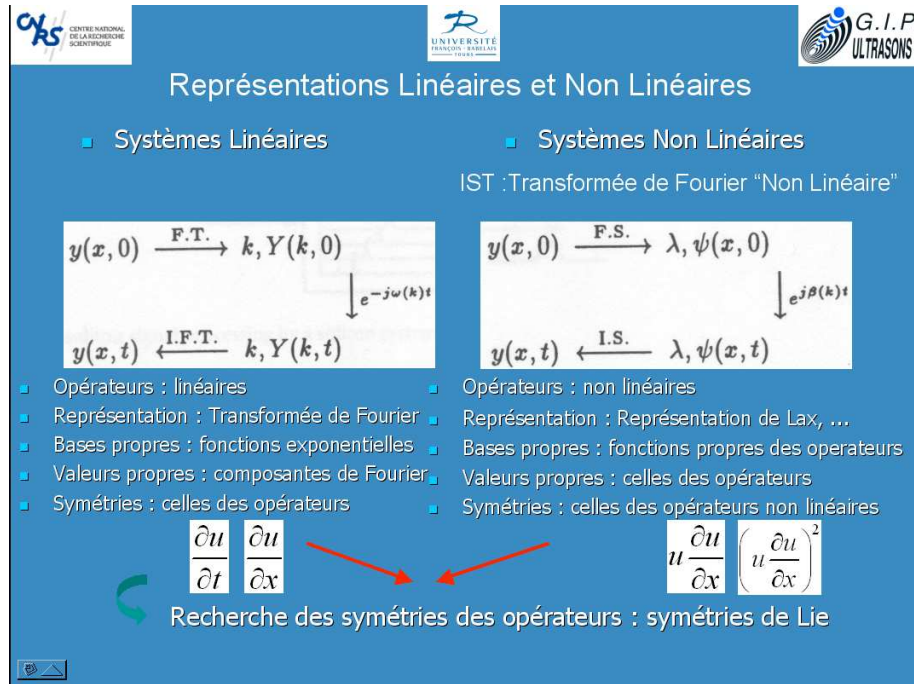 CNRS CENTRE NATIONAL
DE LA RECHERCHE
SCIENTIFIQUE
UNIVERSITÉ
FRANÇOIS - RABELAIS
TOURS
G.I.P
ULTRASONS
Représentations Linéaires et Non Linéaires
Systèmes Linéaires
y(x, 0) F.T. → k, Y(k, 0)
↓ e^{-jω(k)t}
y(x, t) ← I.F.T. k, Y(k, t)
Opérateurs : linéaires
Représentation : Transformée de Fourier
Bases propres : fonctions exponentielles
Valeurs propres : composantes de Fourier
Symétries : celles des opérateurs
∂u/∂t ∂u/∂x
Systèmes Non Linéaires
IST :Transformée de Fourier “Non Linéaire”
y(x, 0) F.S. → λ, ψ(x, 0)
↓ e^{jβ(k)t}
y(x, t) ← I.S. λ, ψ(x, t)
Opérateurs : non linéaires
Représentation : Représentation de Lax, ...
Bases propres : fonctions propres des operateurs
Valeurs propres : celles des opérateurs
Symétries : celles des opérateurs non linéaires
u ∂u/∂x (u ∂u/∂x)²
Recherche des symétries des opérateurs : symétries de Lie